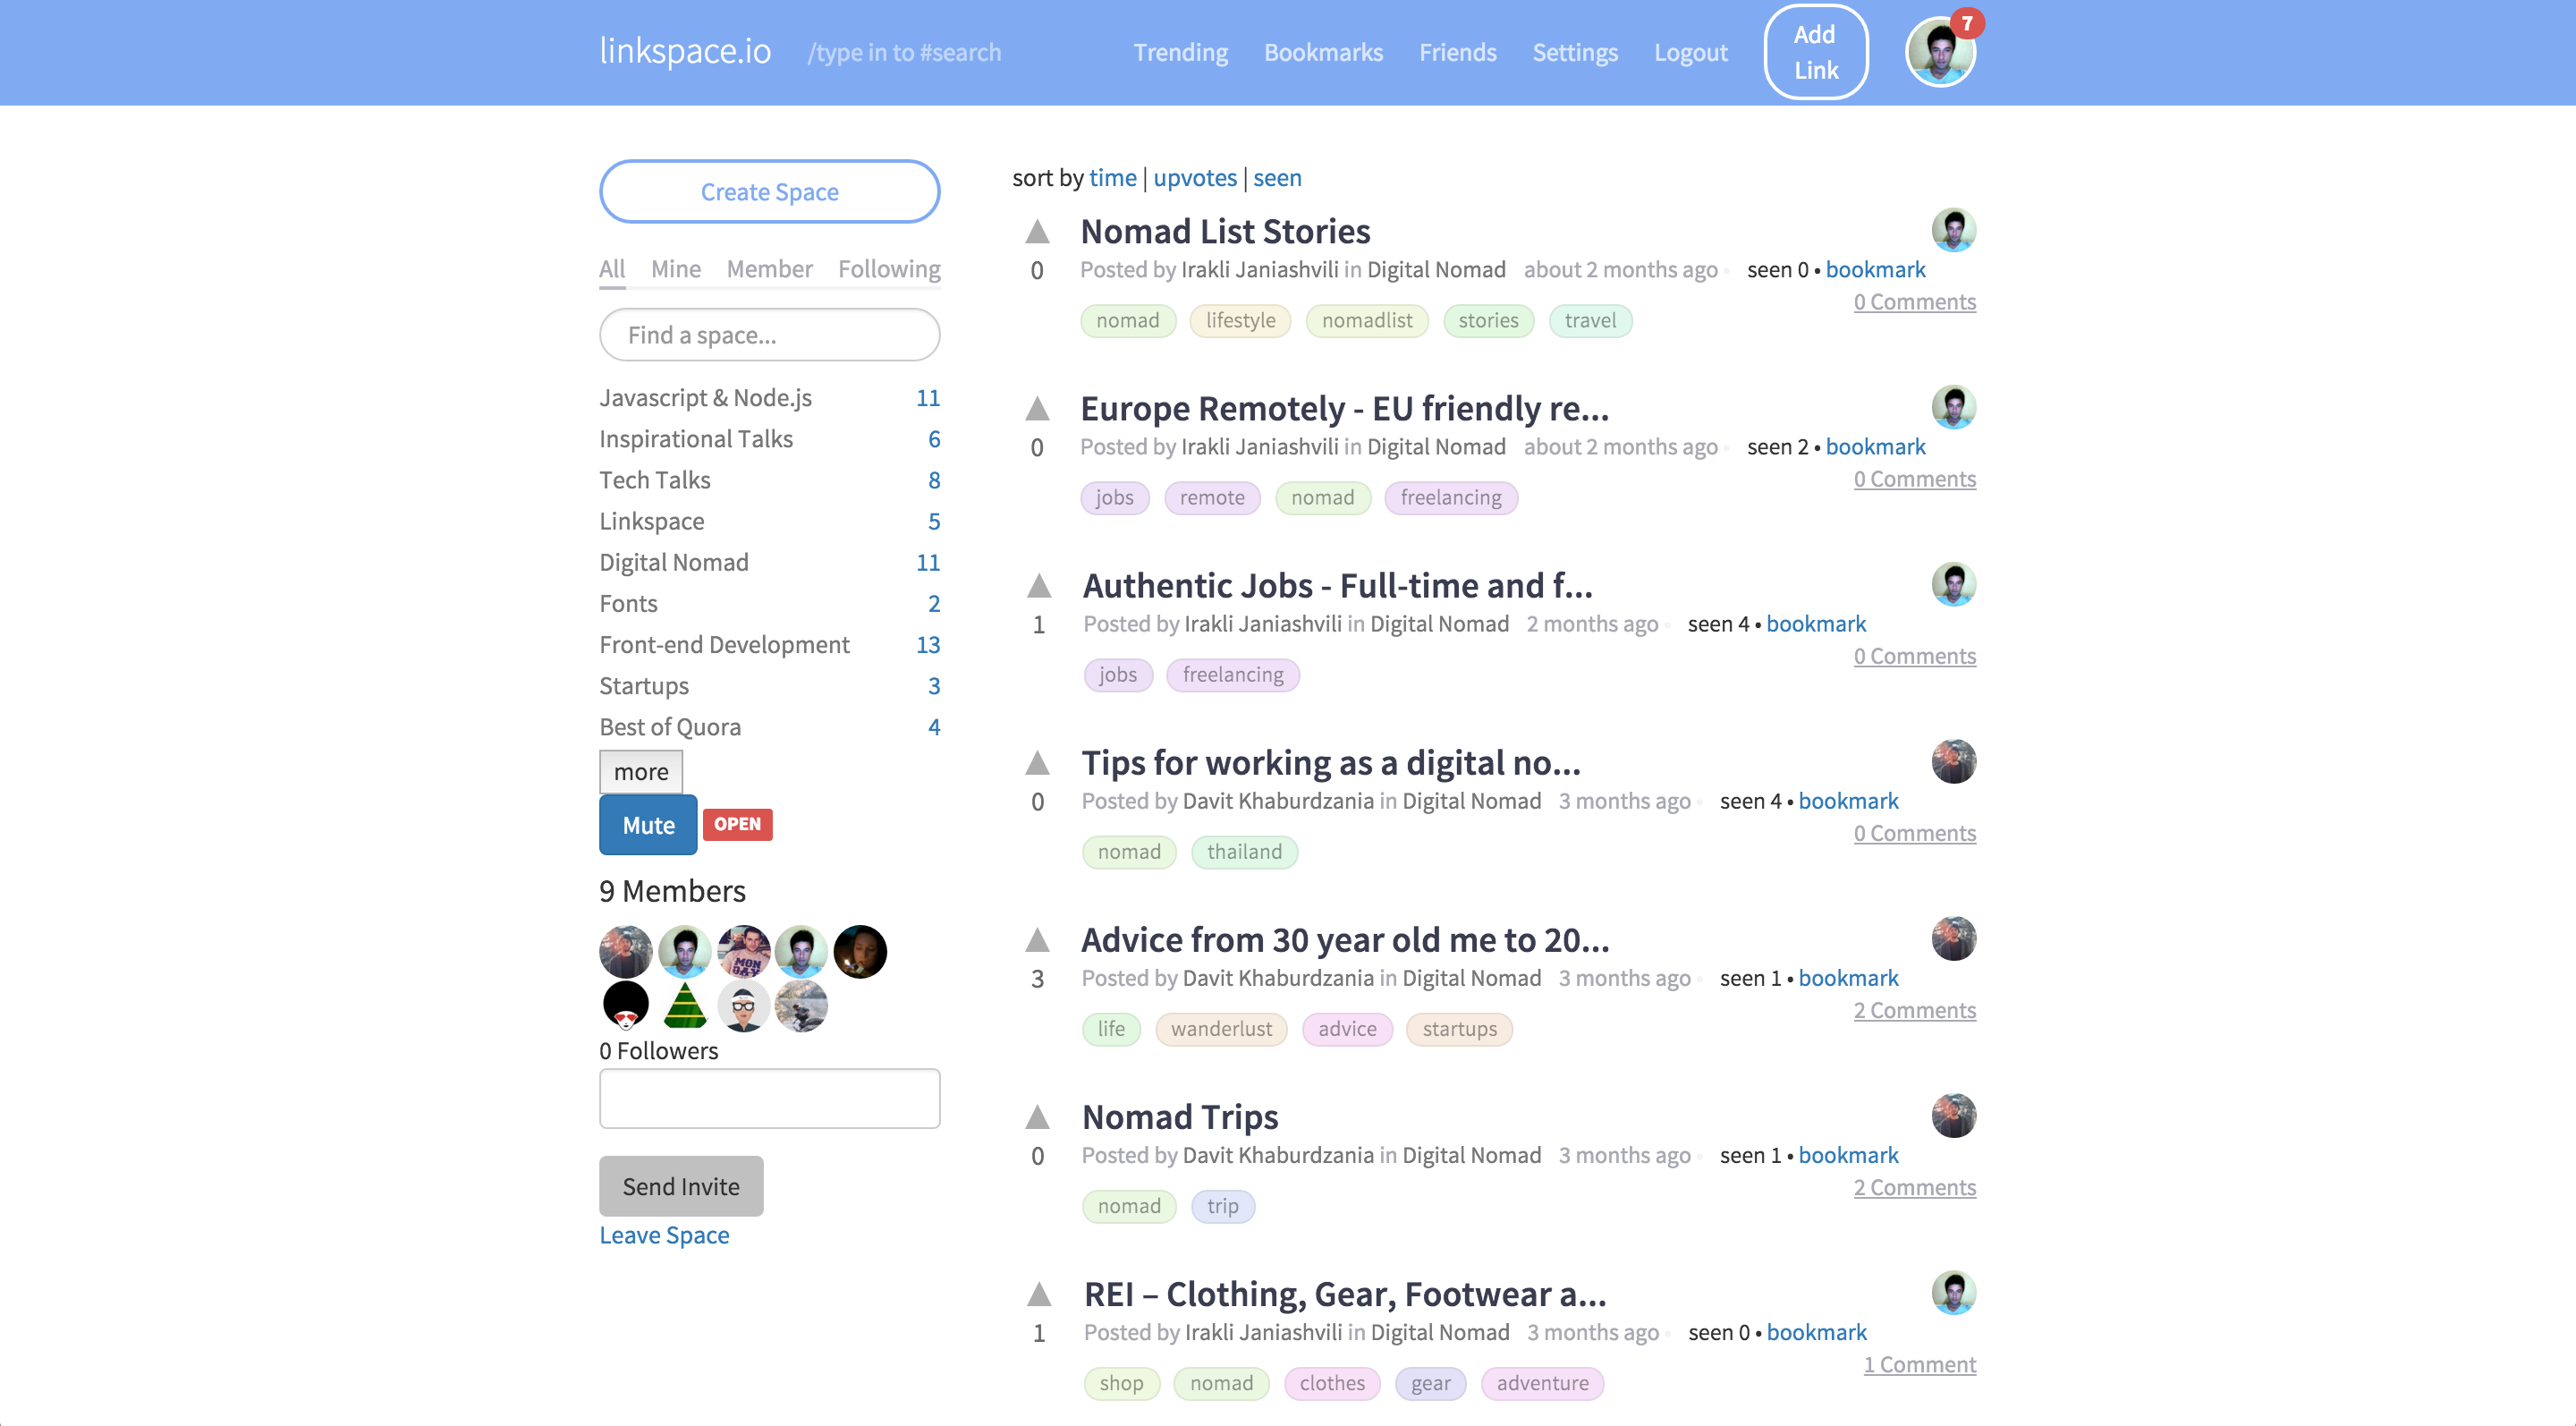 linkspace.io /type in to #search Trending Bookmarks Friends Settings Logout Add Link 7
Create Space
All Mine Member Following
Find a space...
Javascript & Node.js 11
Inspirational Talks 6
Tech Talks 8
Linkspace 5
Digital Nomad 11
Fonts 2
Front-end Development 13
Startups 3
Best of Quora 4
more
Mute OPEN
9 Members
MON
DAY
0 Followers
Send Invite
Leave Space
sort by time | upvotes | seen
Nomad List Stories
0 Posted by Irakli Janiashvili in Digital Nomad about 2 months ago seen 0 • bookmark
0 Comments
nomad lifestyle nomadlist stories travel
Europe Remotely - EU friendly re...
0 Posted by Irakli Janiashvili in Digital Nomad about 2 months ago seen 2 • bookmark
0 Comments
jobs remote nomad freelancing
Authentic Jobs - Full-time and f...
1 Posted by Irakli Janiashvili in Digital Nomad 2 months ago seen 4 • bookmark
0 Comments
jobs freelancing
Tips for working as a digital no...
0 Posted by Davit Khaburdzania in Digital Nomad 3 months ago seen 4 • bookmark
0 Comments
nomad thailand
Advice from 30 year old me to 20...
3 Posted by Davit Khaburdzania in Digital Nomad 3 months ago seen 1 • bookmark
2 Comments
life wanderlust advice startups
Nomad Trips
0 Posted by Davit Khaburdzania in Digital Nomad 3 months ago seen 1 • bookmark
2 Comments
nomad trip
REI – Clothing, Gear, Footwear a...
1 Posted by Irakli Janiashvili in Digital Nomad 3 months ago seen 0 • bookmark
1 Comment
shop nomad clothes gear adventure